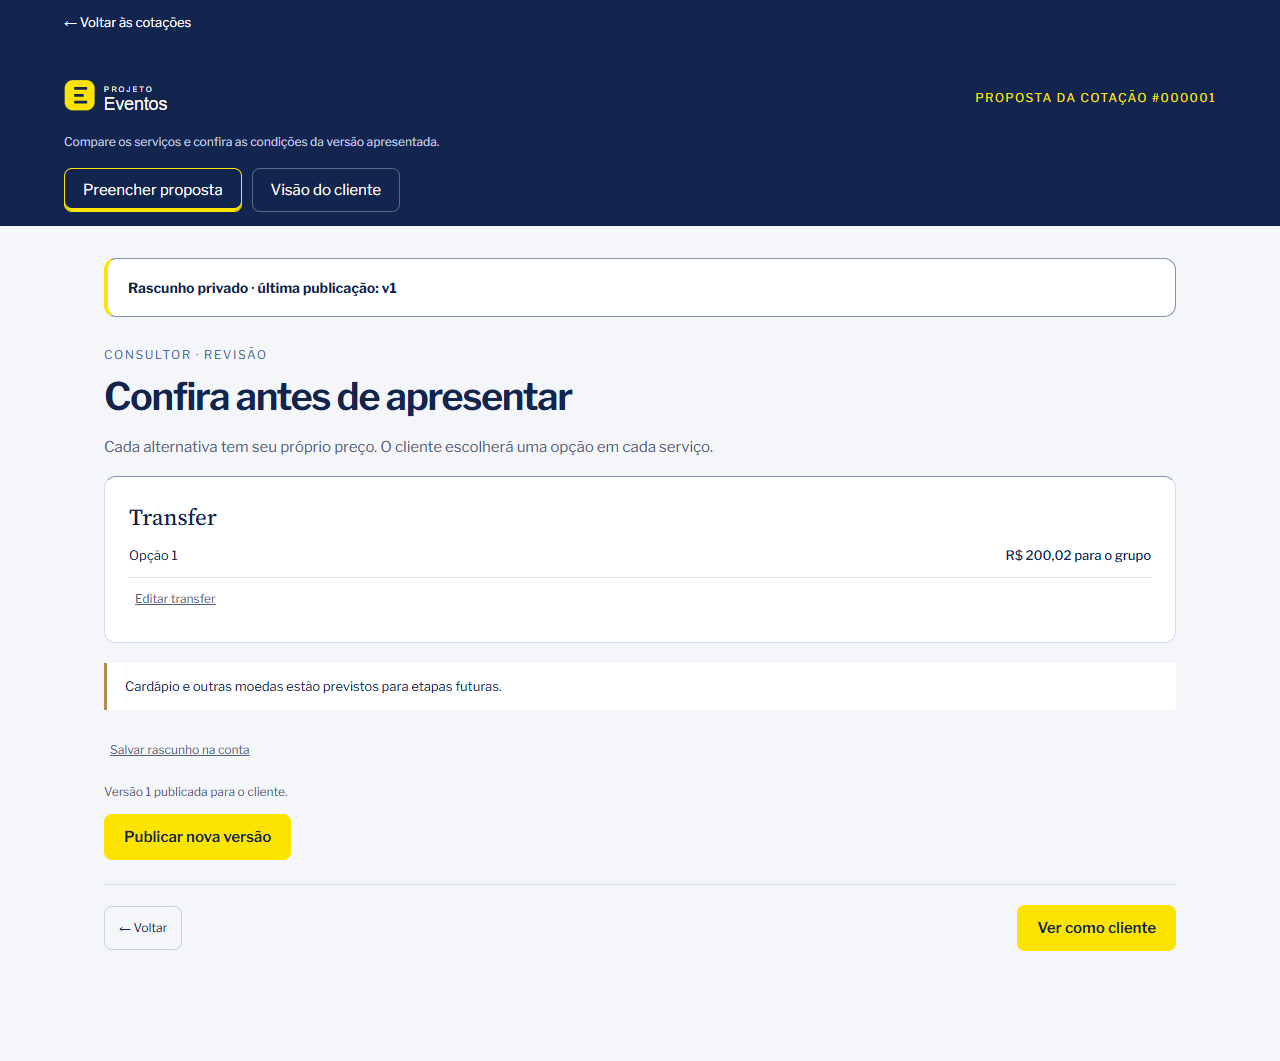 ← Voltar às cotações
PROJETO
Eventos
PROPOSTA DA COTAÇÃO #000001
Compare os serviços e confira as condições da versão apresentada.
Preencher proposta
Visão do cliente
Rascunho privado · última publicação: v1
CONSULTOR · REVISÃO
Confira antes de apresentar
Cada alternativa tem seu próprio preço. O cliente escolherá uma opção em cada serviço.
Transfer
Opção 1
R$ 200,02 para o grupo
Editar transfer
Cardápio e outras moedas estão previstos para etapas futuras.
Salvar rascunho na conta
Versão 1 publicada para o cliente.
Publicar nova versão
← Voltar
Ver como cliente